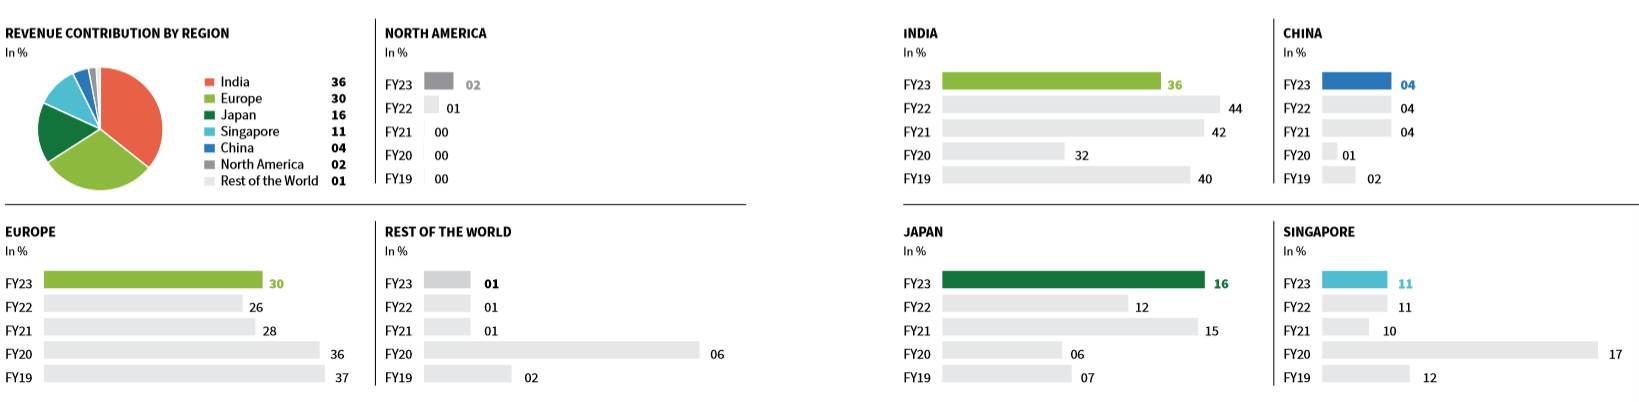 REVENUE CONTRIBUTION BY REGION
In %
India 36
Europe 30
Japan 16
Singapore 11
China 04
North America 02
Rest of the World 01
NORTH AMERICA
In %
FY23 02
FY22 01
FY21 00
FY20 00
FY19 00
INDIA
In %
FY23 36
FY22 44
FY21 42
FY20 32
FY19 40
CHINA
In %
FY23 04
FY22 04
FY21 04
FY20 01
FY19 02
EUROPE
In %
FY23 30
FY22 26
FY21 28
FY20 36
FY19 37
REST OF THE WORLD
In %
FY23 01
FY22 01
FY21 01
FY20 06
FY19 02
JAPAN
In %
FY23 16
FY22 12
FY21 15
FY20 06
FY19 07
SINGAPORE
In %
FY23 11
FY22 11
FY21 10
FY20 17
FY19 12